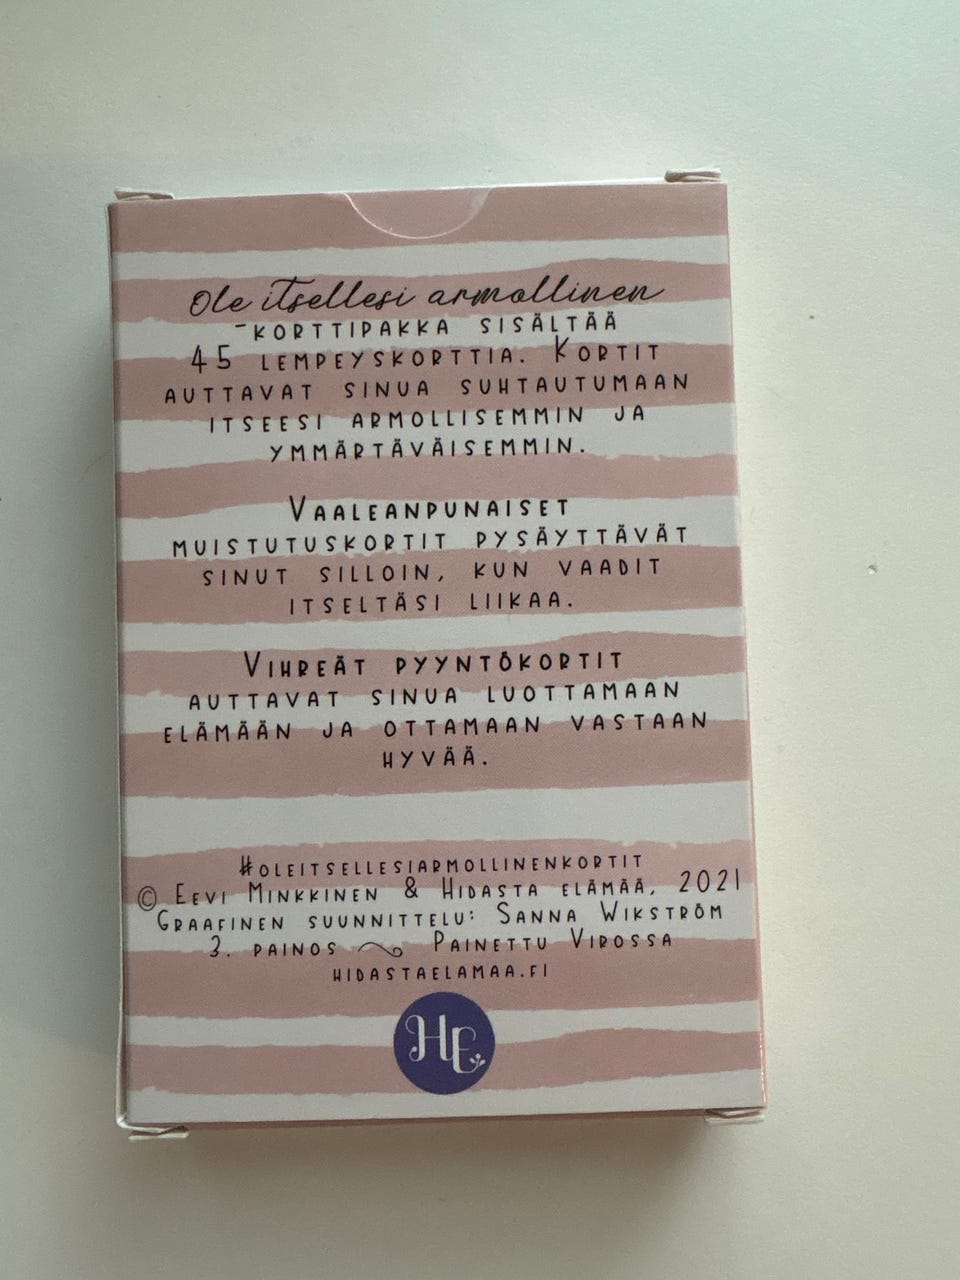 Ole itsellesi armollinen
-KORTTIPAKKA SISÄLTÄÄ
45 LEMPEYSKORTTIA. KORTIT
AUTTAVAT SINUA SUHTAUTUMAAN
ITSEESI ARMOLLISEMMIN JA
YMMÄRTÄVÄISEMMIN.
VAALEANPUNAISET
MUISTUTUSKORTIT PYSÄYTTÄVÄT
SINUT SILLOIN, KUN VAADIT
ITSELTÄSI LIIKAA.
VIHREÄT PYYNTÖKORTIT
AUTTAVAT SINUA LUOTTAMAAN
ELÄMÄÄN JA OTTAMAAN VASTAAN
HYVÄÄ.
#OLEITSELLESIARMOLLINENKORTIT
© EEVI MINKKINEN & HIDASTA ELÄMÄÄ, 2021
GRAAFINEN SUUNNITTELU: SANNA WIKSTRÖM
3. PAINOS ~ PAINETTU VIROSSA
HIDASTAELAMAA.FI
HE